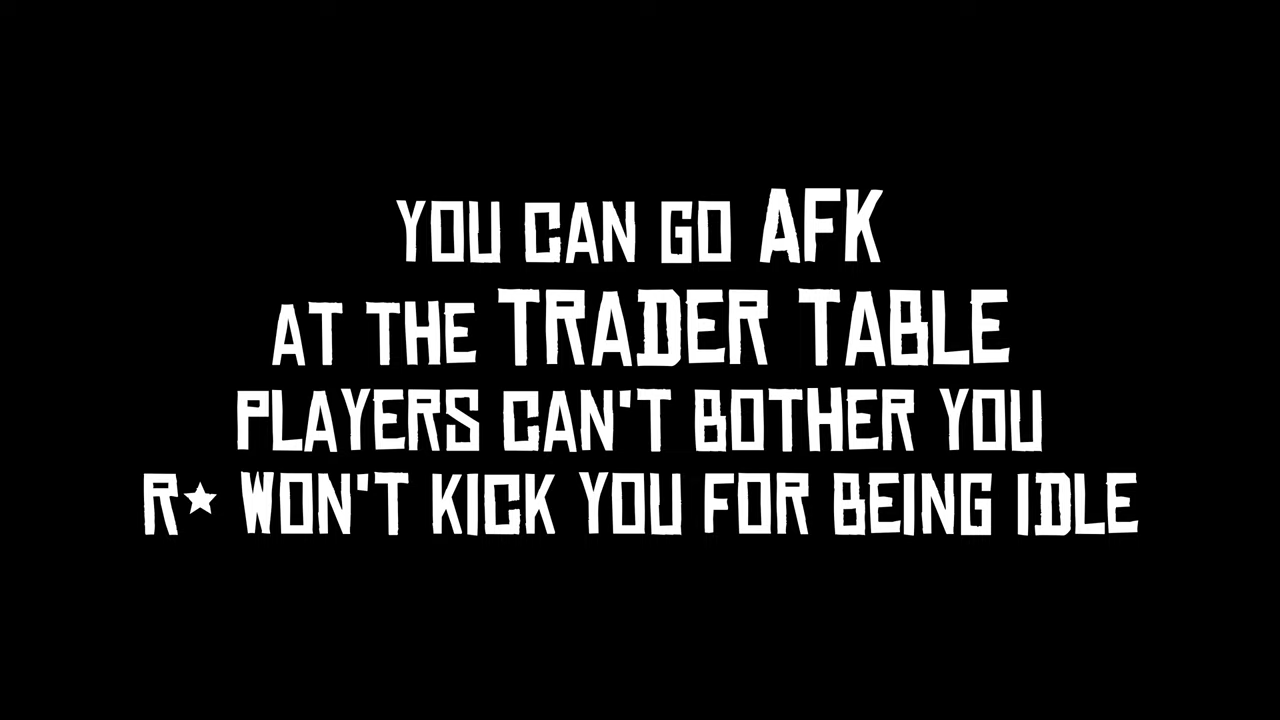 YOU CAN GO AFK
AT THE TRADER TABLE
PLAYERS CAN'T BOTHER YOU
R★ WON'T KICK YOU FOR BEING IDLE